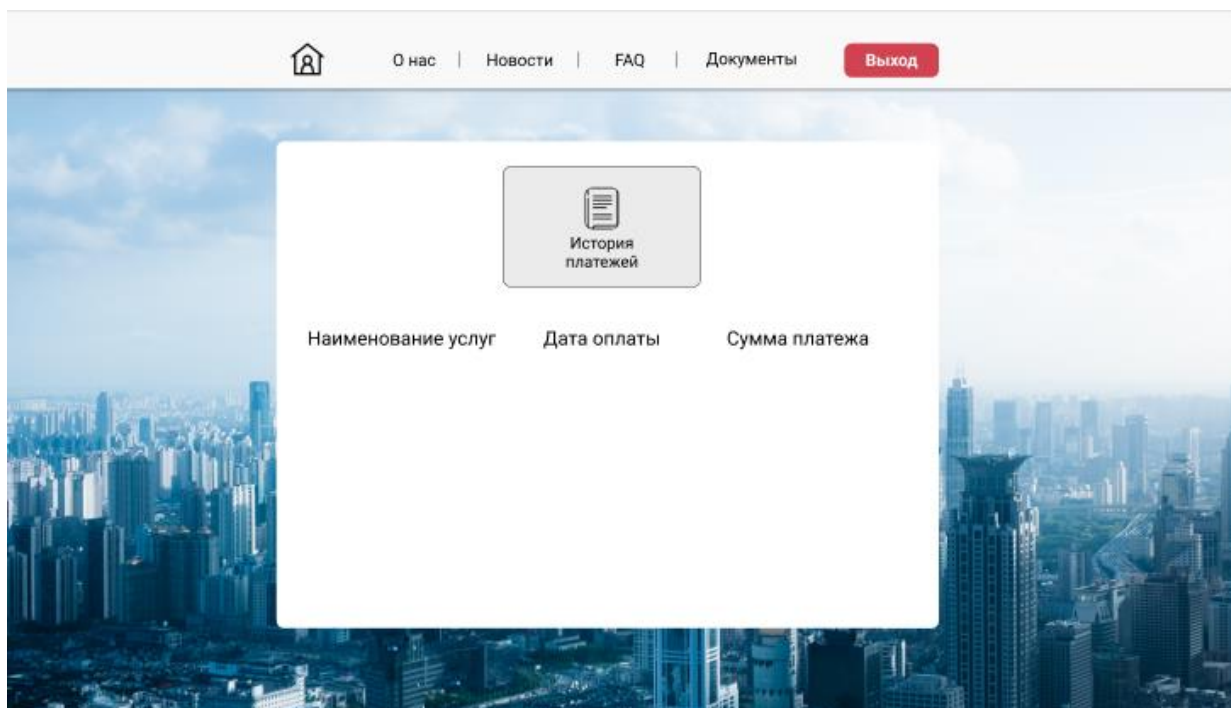 О нас | Новости | FAQ | Документы Выход
История
платежей
Наименование услуг Дата оплаты Сумма платежа